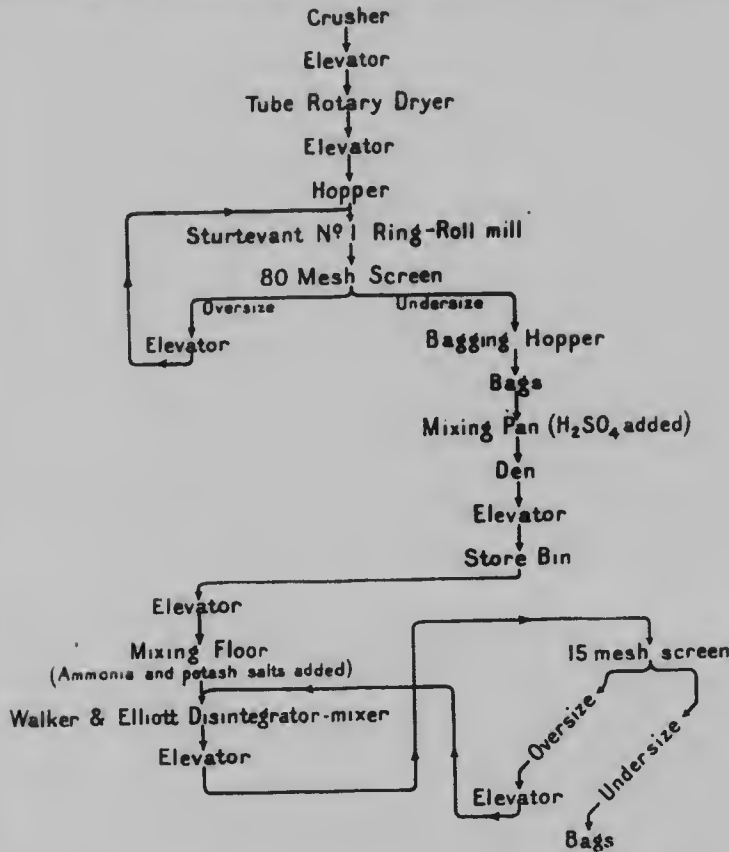 Crusher
Elevator
Tube Rotary Dryer
Elevator
Hopper
Sturtevant Nº 1 Ring-Roll mill
80 Mesh Screen
Oversize Undersize
Elevator Bagging Hopper
Bags
Mixing Pan (H₂SO₄ added)
Den
Elevator
Store Bin
Elevator
Mixing Floor
(Ammonia and potash salts added)
15 mesh screen
Walker & Elliott Disintegrator-mixer
Elevator
Oversize
Undersize
Elevator
Bags